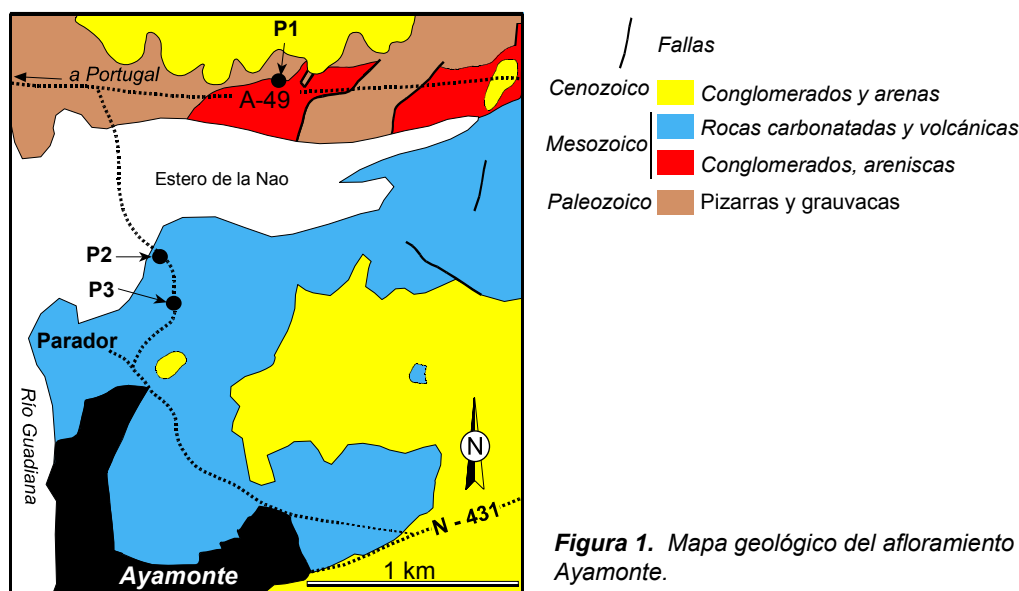 P1
a Portugal
A-49
Estero de la Nao
P2
P3
Parador
Río Guadiana
N
N - 431
Ayamonte
1 km
Fallas
Cenozoico
Conglomerados y arenas
Mesozoico
Rocas carbonatadas y volcánicas
Conglomerados, areniscas
Paleozoico
Pizarras y grauvacas
Figura 1. Mapa geológico del afloramiento
Ayamonte.